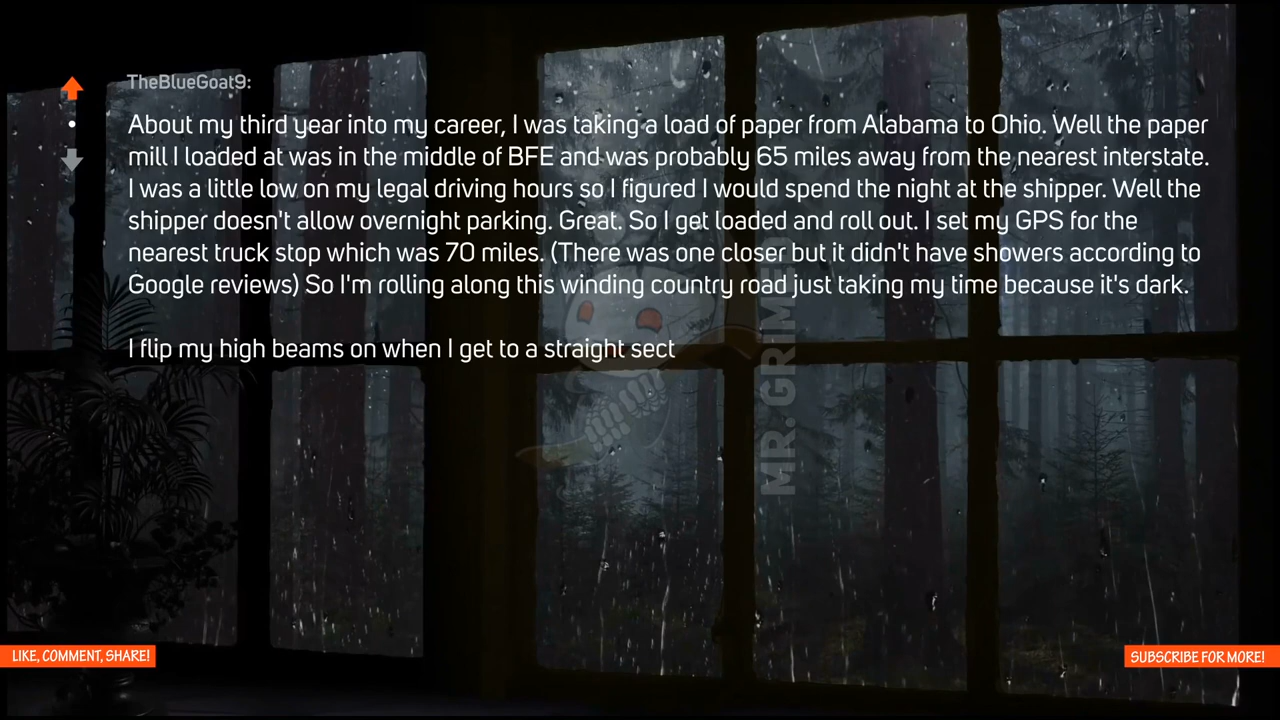 TheBlueGoat9:
About my third year into my career, I was taking a load of paper from Alabama to Ohio. Well the paper
mill I loaded at was in the middle of BFE and was probably 65 miles away from the nearest interstate.
I was a little low on my legal driving hours so I figured I would spend the night at the shipper. Well the
shipper doesn't allow overnight parking. Great. So I get loaded and roll out. I set my GPS for the
nearest truck stop which was 70 miles. (There was one closer but it didn't have showers according to
Google reviews) So I'm rolling along this winding country road just taking my time because it's dark.
I flip my high beams on when I get to a straight sect
MR. GRIMER
LIKE, COMMENT, SHARE!
SUBSCRIBE FOR MORE!